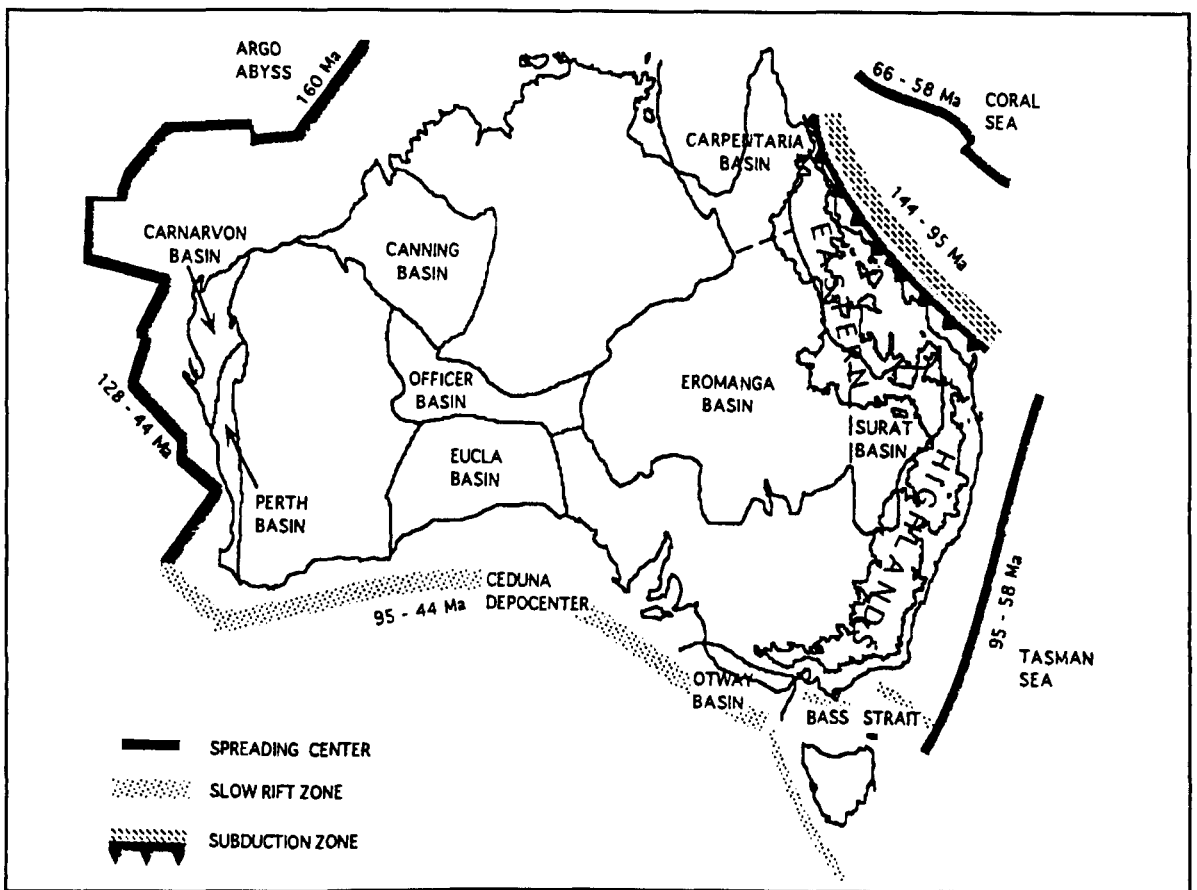 ARGO
ABYSS
160 Ma
66 - 58 Ma
CORAL
SEA
CARPENTARIA
BASIN
144 - 95 Ma
CARNARVON
BASIN
CANNING
BASIN
EASTERN
HIGHLANDS
128 - 44 Ma
OFFICER
BASIN
EROMANGA
BASIN
SURAT
BASIN
EUCLA
BASIN
PERTH
BASIN
CEDUNA
DEPOCENTER
95 - 44 Ma
95 - 58 Ma
TASMAN
SEA
OTWAY
BASIN
BASS STRAIT
SPREADING CENTER
SLOW RIFT ZONE
SUBDUCTION ZONE